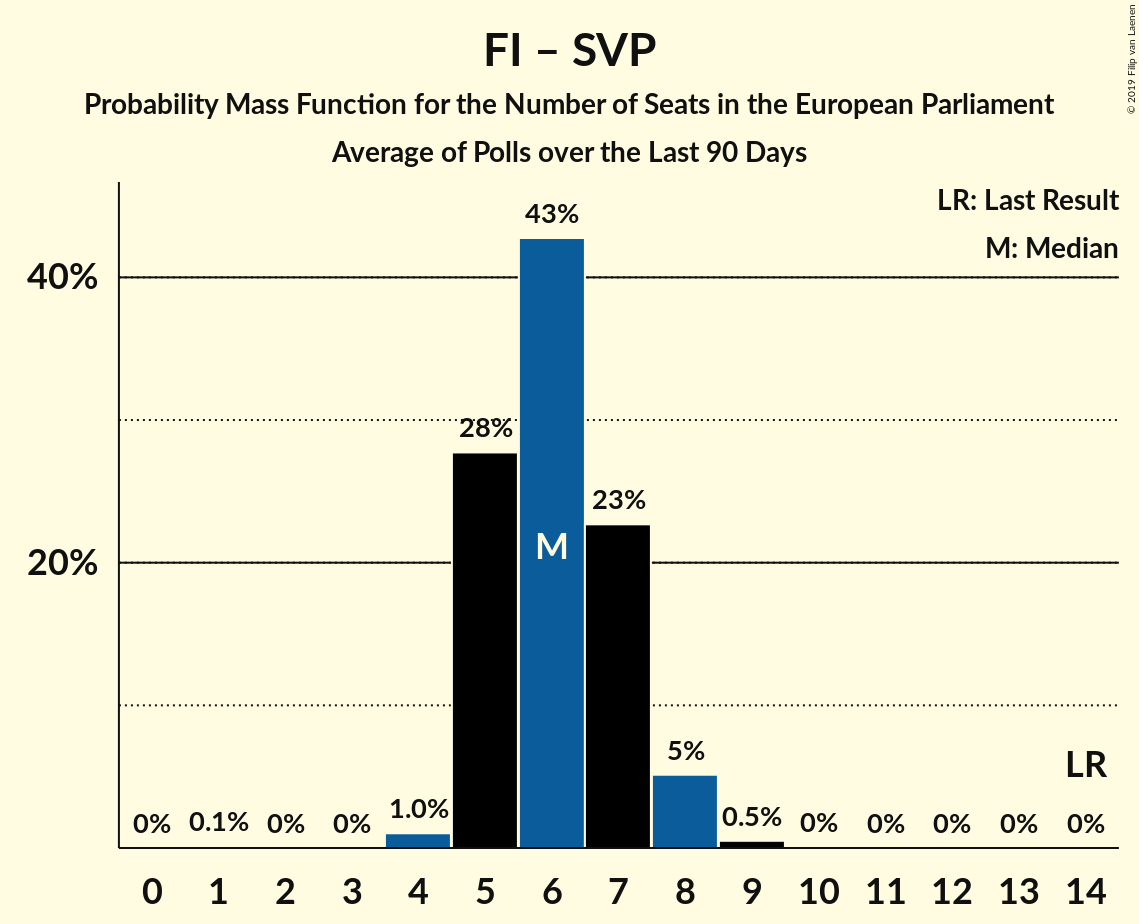 FI – SVP
Probability Mass Function for the Number of Seats in the European Parliament
Average of Polls over the Last 90 Days
© 2019 Filip van Laenen
LR: Last Result
M: Median
43%
40%
28%
23%
M
20%
5%
LR
0%
0.1%
0%
0%
1.0%
0.5%
0%
0%
0%
0%
0%
0 1 2 3 4 5 6 7 8 9 10 11 12 13 14